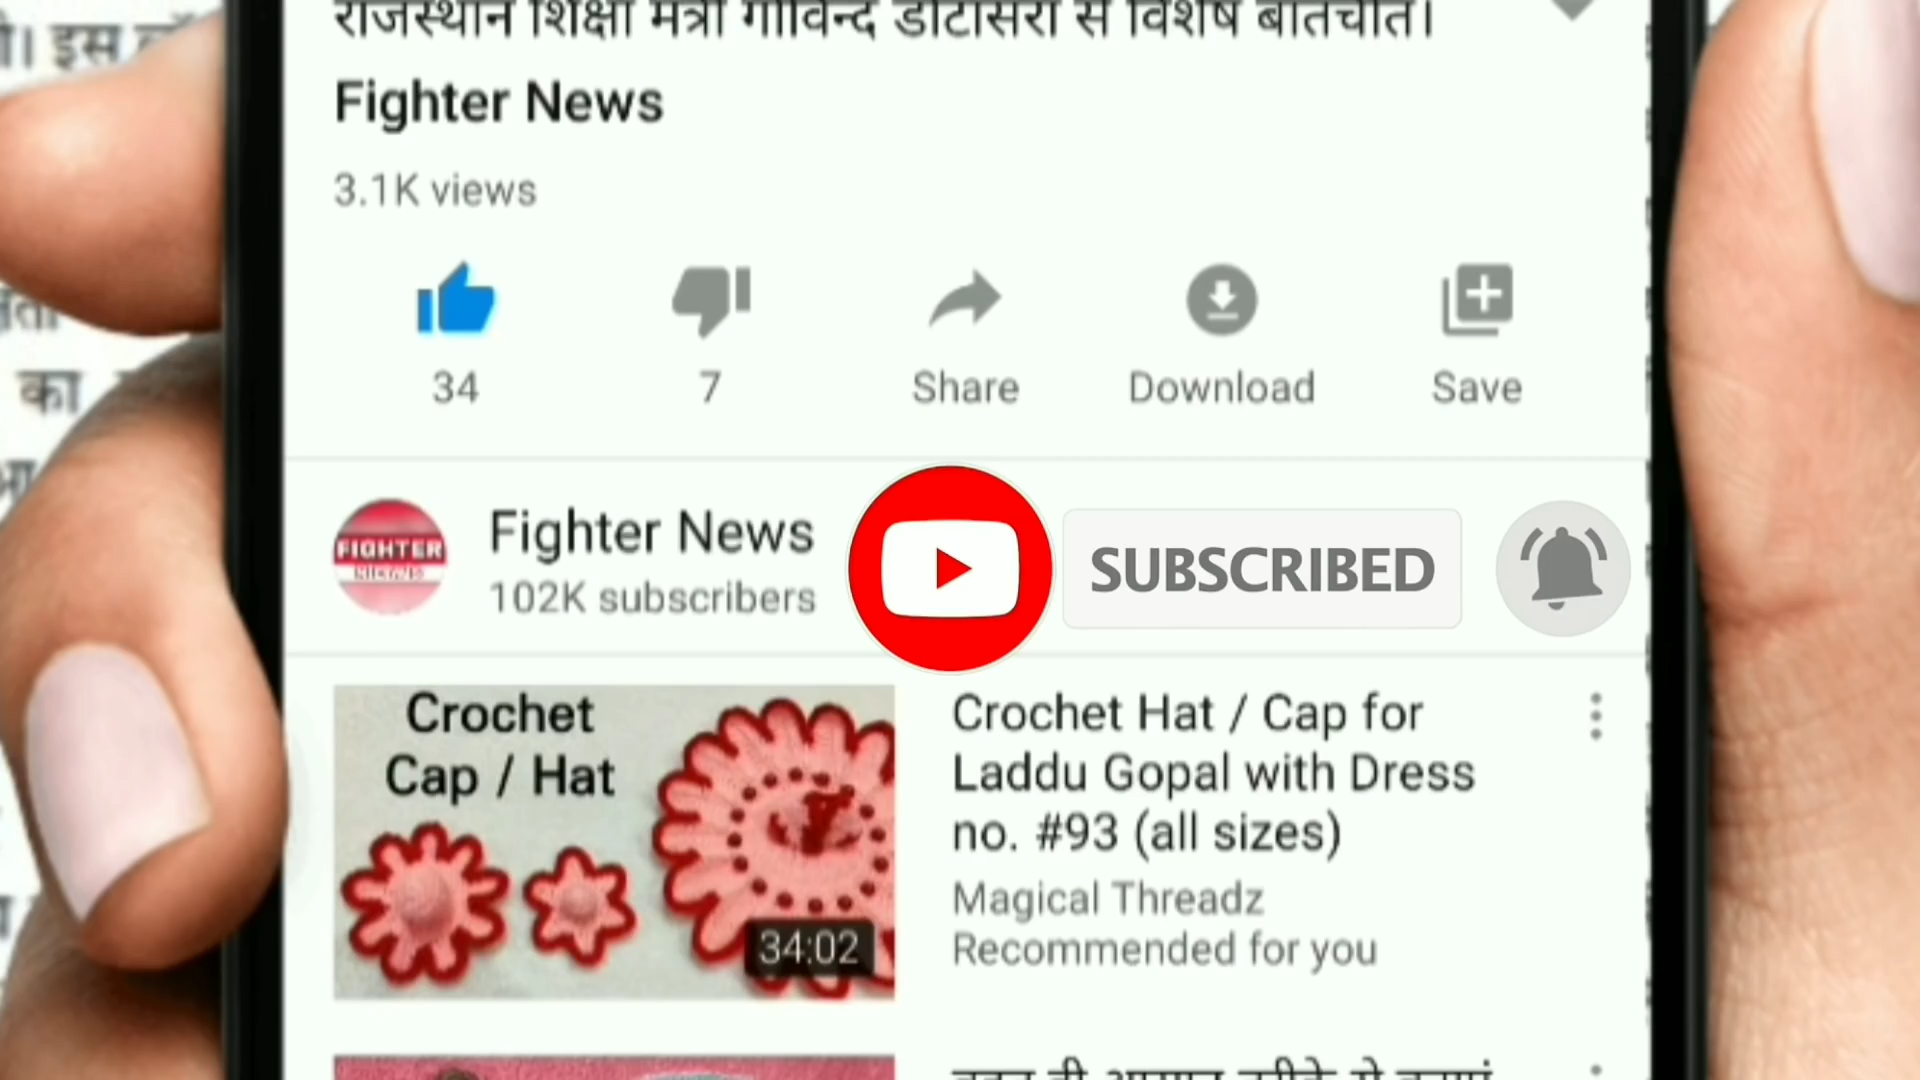 राजस्थान शिक्षा मंत्री गोविन्द डोटासरा से विशेष बातचीत।
Fighter News
3.1K views
34
7
Share
Download
Save
FIGHTER
Fighter News
102K subscribers
SUBSCRIBED
Crochet
Cap / Hat
34:02
Crochet Hat / Cap for
Laddu Gopal with Dress
no. #93 (all sizes)
Magical Threadz
Recommended for you
। इस
का